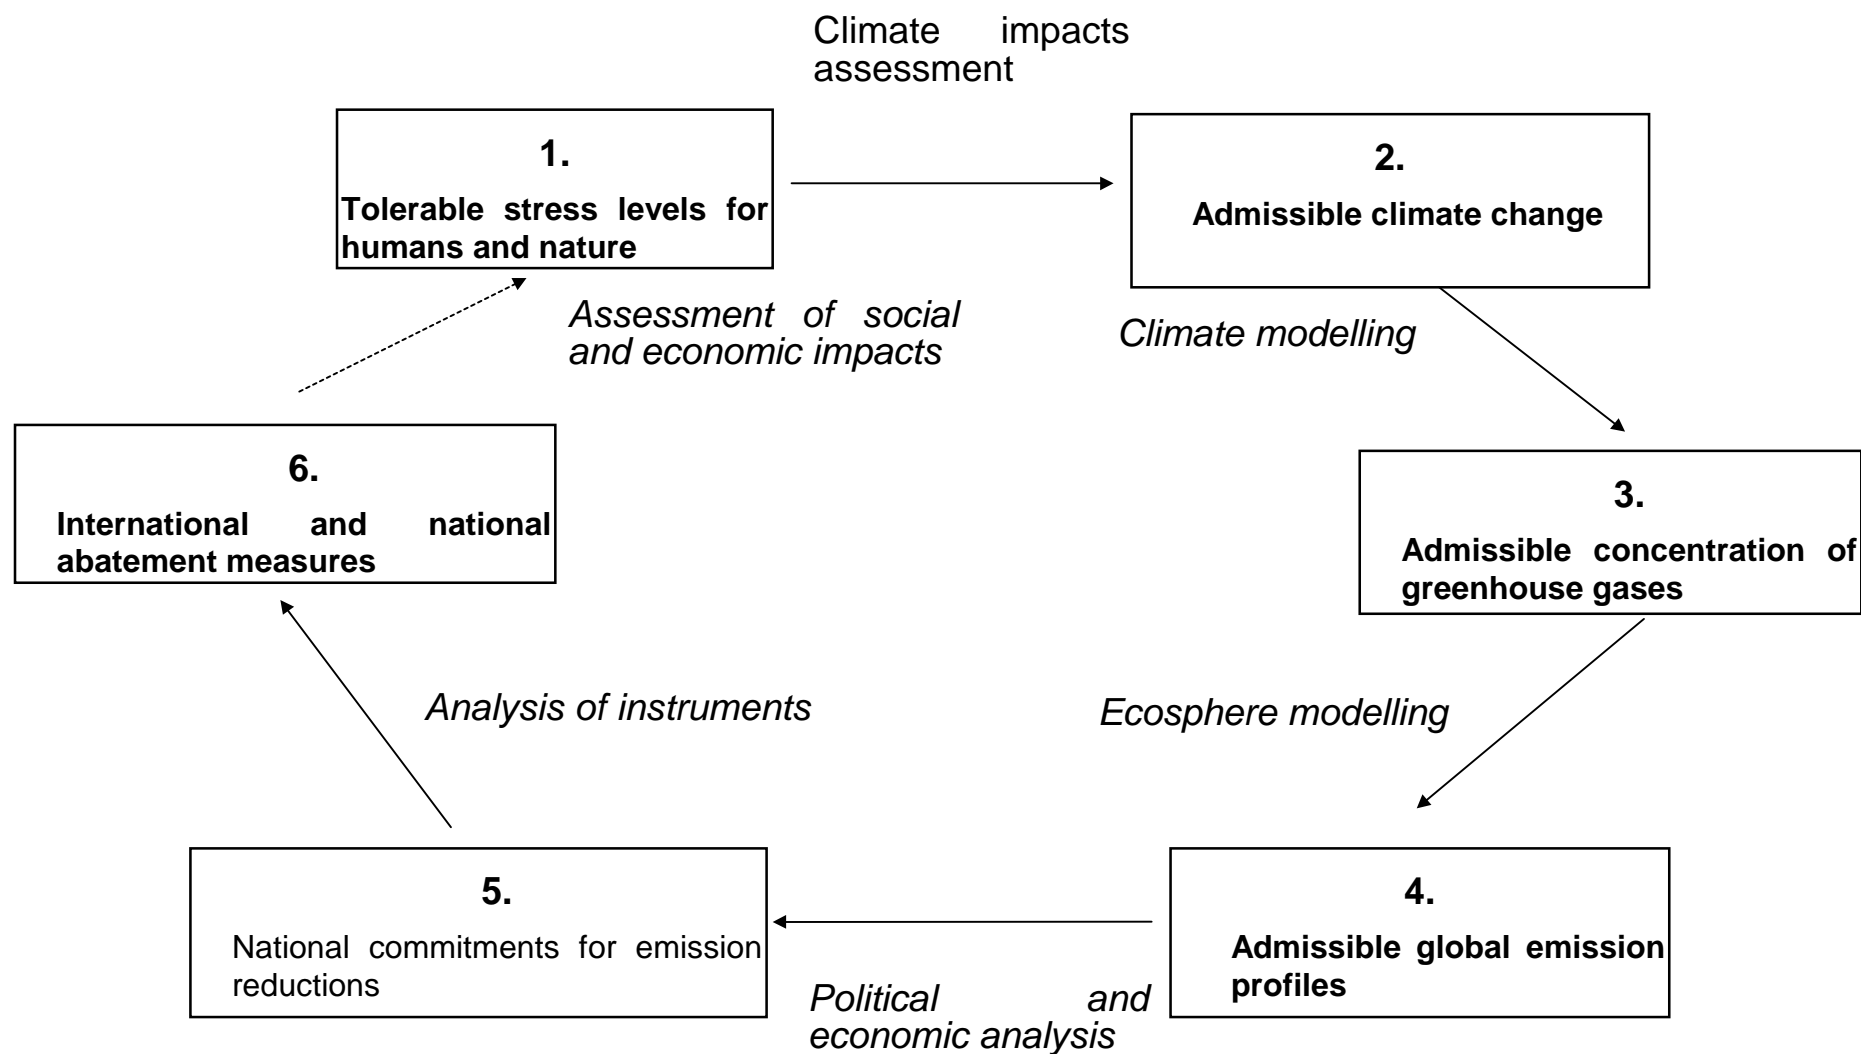 Climate impacts
assessment
1.
Tolerable stress levels for
humans and nature
2.
Admissible climate change
Assessment of social
and economic impacts
Climate modelling
6.
International and national
abatement measures
3.
Admissible concentration of
greenhouse gases
Analysis of instruments
Ecosphere modelling
5.
National commitments for emission
reductions
4.
Admissible global emission
profiles
Political and
economic analysis